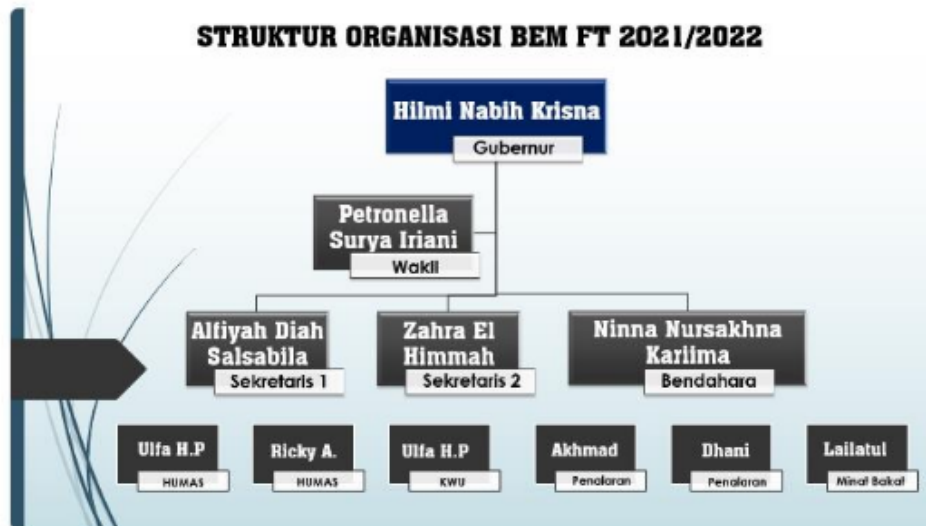 STRUKTUR ORGANISASI BEM FT 2021/2022
Hilmi Nabih Krisna
Gubernur
Petronella
Surya Iriani
Wakil
Alfiyah Diah
Salsabila
Sekretaris 1
Zahra El
Himmah
Sekretaris 2
Ninna Nursakhna
Kariima
Bendahara
Ulfa H.P
HUMAS
Ricky A.
HUMAS
Ulfa H.P
KWU
Akhmad
Penalaran
Dhani
Penalaran
Lailatul
Minat Bakat